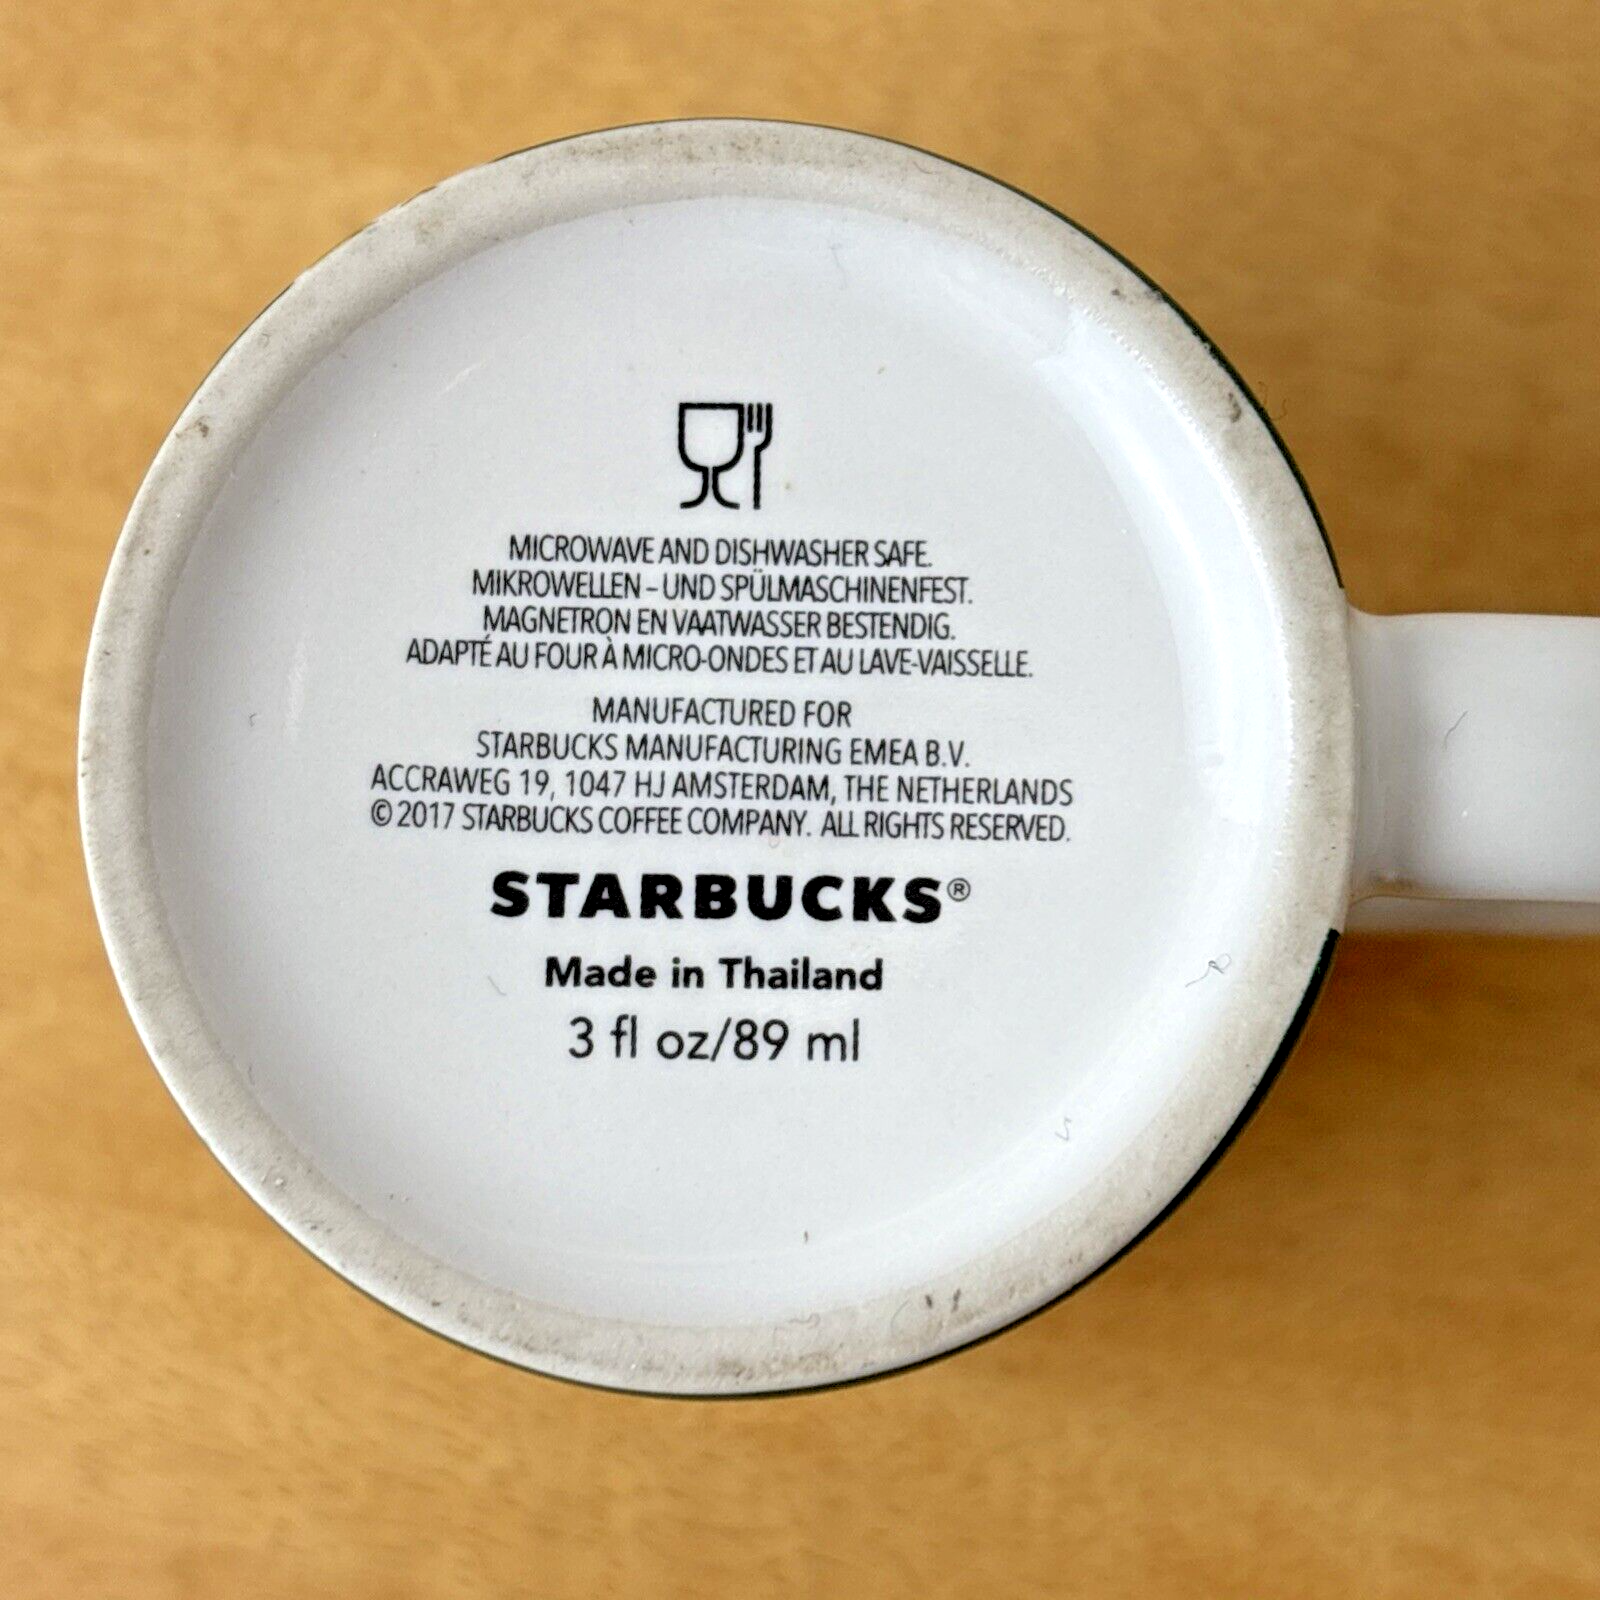 MICROWAVE AND DISHWASHER SAFE.
MIKROWELLEN – UND SPÜLMASCHINENFEST.
MAGNETRON EN VAATWASSER BESTENDIG.
ADAPTÉ AU FOUR À MICRO-ONDES ET AU LAVE-VAISSELLE.
MANUFACTURED FOR
STARBUCKS MANUFACTURING EMEA B.V.
ACCRAWEG 19, 1047 HJ AMSTERDAM, THE NETHERLANDS
© 2017 STARBUCKS COFFEE COMPANY. ALL RIGHTS RESERVED.
STARBUCKS®
Made in Thailand
3 fl oz/89 ml